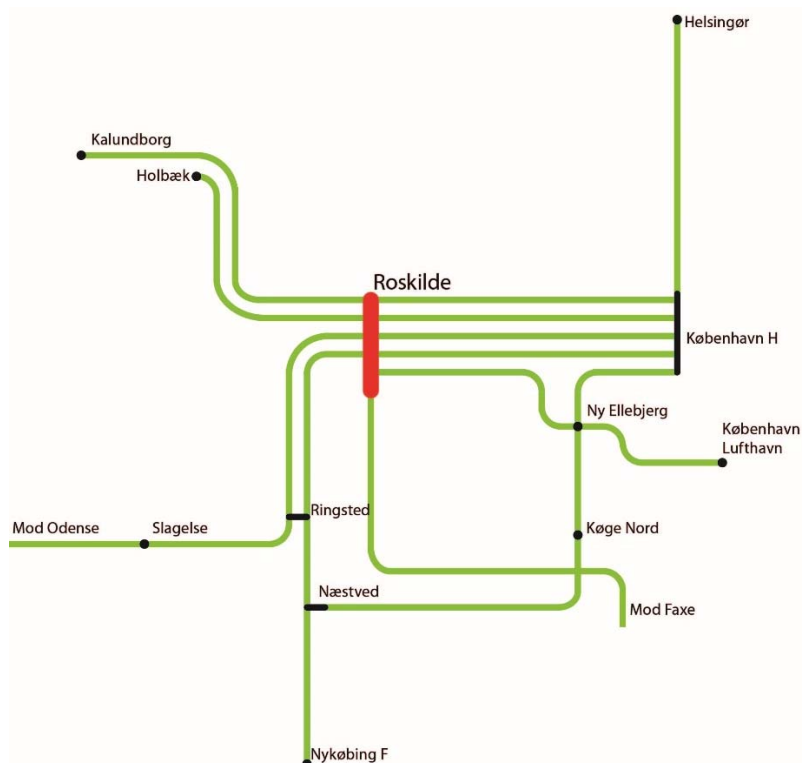 Helsingør
Kalundborg
Holbæk
Roskilde
København H
Ny Ellebjerg
København
Lufthavn
Ringsted
Mod Odense
Slagelse
Køge Nord
Næstved
Mod Faxe
Nykøbing F